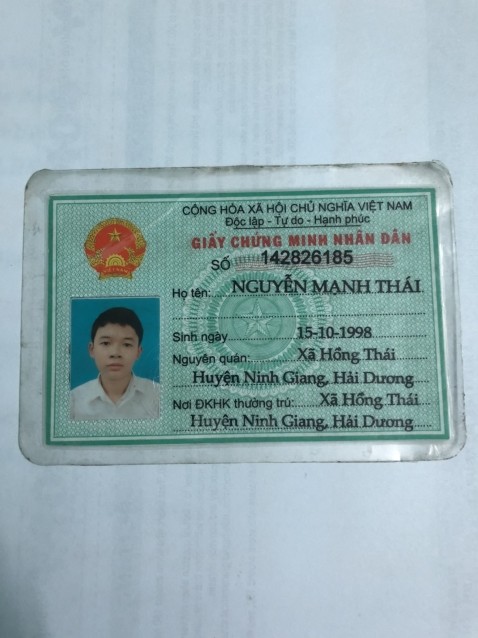 CỘNG HÒA XÃ HỘI CHỦ NGHĨA VIỆT NAM
Độc lập - Tự do - Hạnh phúc
GIẤY CHỨNG MINH NHÂN DÂN
SỐ 142826185
Họ tên: NGUYỄN MẠNH THÁI
Sinh ngày 15-10-1998
Nguyên quán: Xã Hồng Thái
Huyện Ninh Giang, Hải Dương
Nơi ĐKHK thường trú: Xã Hồng Thái
Huyện Ninh Giang, Hải Dương